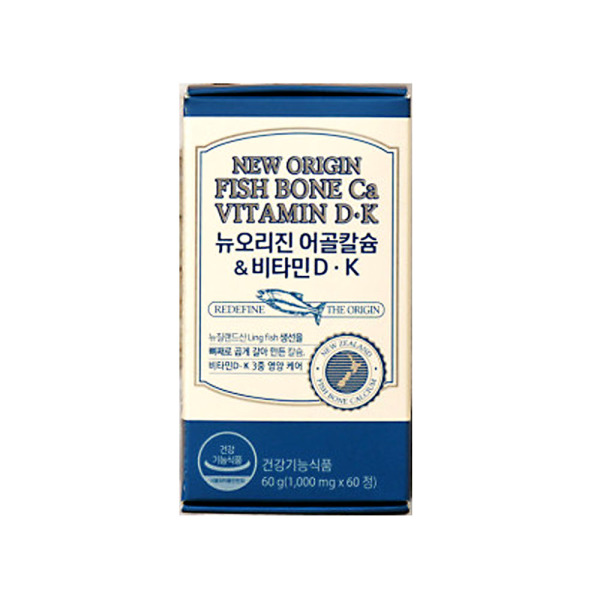 NEW ORIGIN
FISH BONE Ca
VITAMIN D·K
뉴오리진 어골칼슘
&비타민D·K
REDEFINE THE ORIGIN
뉴질랜드산 Ling fish 생선을
뼈째로 곱게 갈아 만든 칼슘,
비타민D·K 3중 영양 케어
NEW ZEALAND
FISH BONE CALCIUM
건강
기능식품
건강기능식품
60 g(1,000 mg x 60 정)